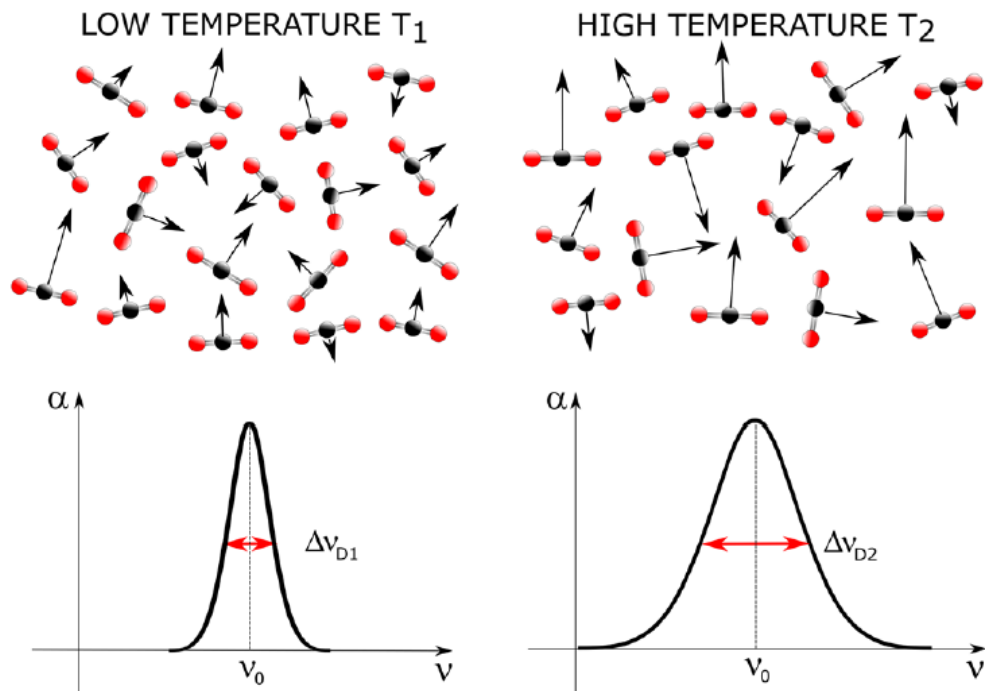 LOW TEMPERATURE T1
HIGH TEMPERATURE T2
α
ΔνD1
ν0
ν
α
ΔνD2
ν0
ν